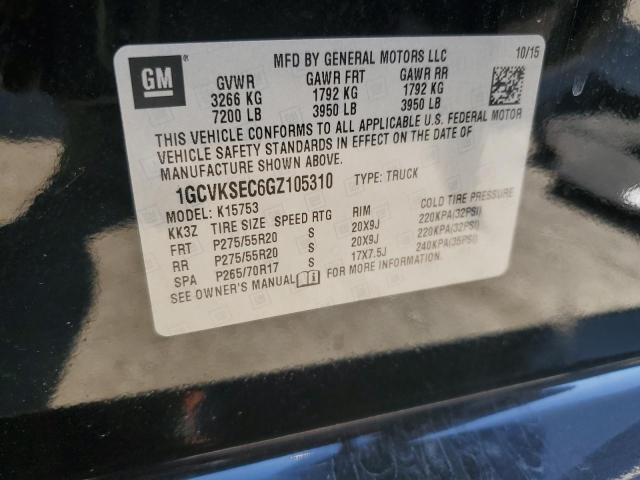 GM
MFD BY GENERAL MOTORS LLC 10/15
GVWR GAWR FRT GAWR RR
3266 KG 1792 KG 1792 KG
7200 LB 3950 LB 3950 LB
THIS VEHICLE CONFORMS TO ALL APPLICABLE U.S. FEDERAL MOTOR
VEHICLE SAFETY STANDARDS IN EFFECT ON THE DATE OF
MANUFACTURE SHOWN ABOVE.
1GCVKSEC6GZ105310 TYPE: TRUCK
MODEL: K15753
KK3Z TIRE SIZE SPEED RTG RIM COLD TIRE PRESSURE
FRT P275/55R20 S 20X9J 220KPA(32PSI)
RR P275/55R20 S 20X9J 220KPA(32PSI)
SPA P265/70R17 S 17X7.5J 240KPA(35PSI)
SEE OWNER'S MANUAL FOR MORE INFORMATION.